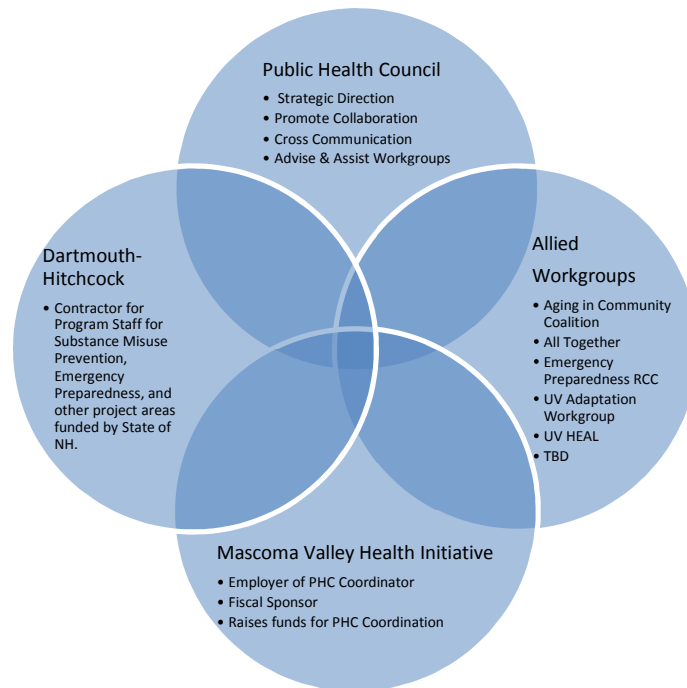 Public Health Council
• Strategic Direction
• Promote Collaboration
• Cross Communication
• Advise & Assist Workgroups
Dartmouth-
Hitchcock
• Contractor for
Program Staff for
Substance Misuse
Prevention,
Emergency
Preparedness, and
other project areas
funded by State of
NH.
Allied
Workgroups
• Aging in Community
Coalition
• All Together
• Emergency
Preparedness RCC
• UV Adaptation
Workgroup
• UV HEAL
• TBD
Mascoma Valley Health Initiative
• Employer of PHC Coordinator
• Fiscal Sponsor
• Raises funds for PHC Coordination